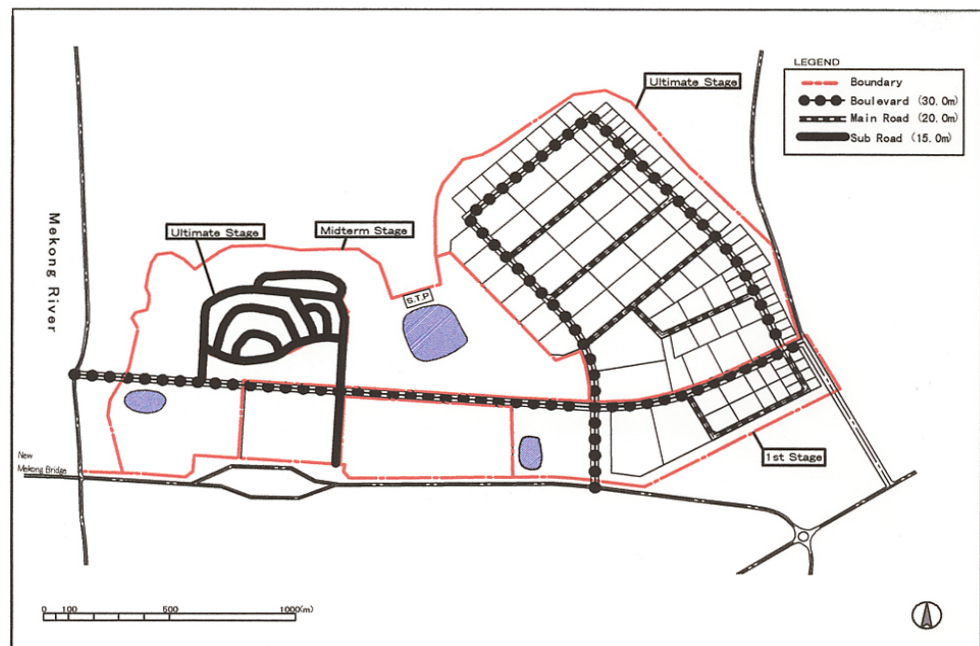 LEGEND
Boundary
Boulevard (30.0m)
Main Road (20.0m)
Sub Road (15.0m)
Ultimate Stage
Ultimate Stage
Midterm Stage
Mekong River
S.T.P
1st Stage
New
Mekong Bridge
0 100 500 1000(m)